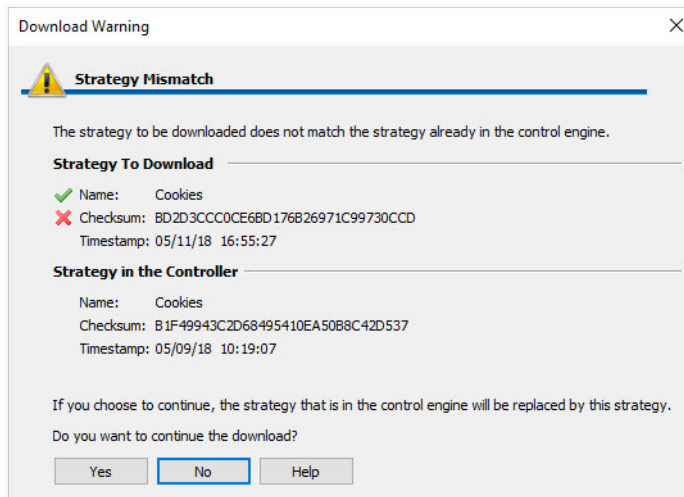 Download Warning
Strategy Mismatch
The strategy to be downloaded does not match the strategy already in the control engine.
Strategy To Download
Name: Cookies
Checksum: BD2D3CCC0CE6BD176B26971C99730CCD
Timestamp: 05/11/18 16:55:27
Strategy in the Controller
Name: Cookies
Checksum: B1F49943C2D68495410EA50B8C42D537
Timestamp: 05/09/18 10:19:07
If you choose to continue, the strategy that is in the control engine will be replaced by this strategy.
Do you want to continue the download?
Yes No Help